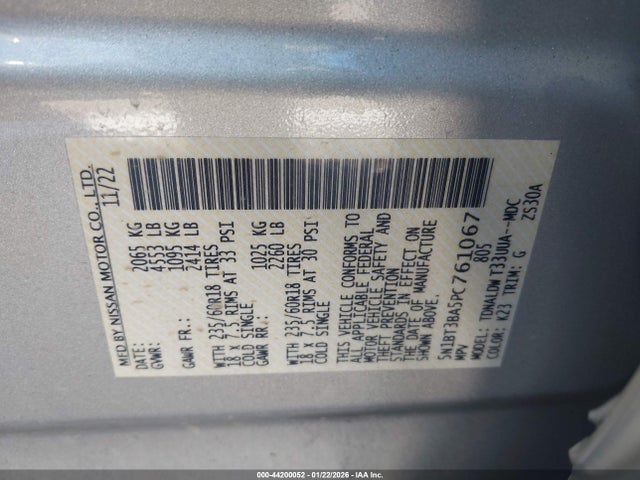 MFD BY NISSAN MOTOR CO., LTD.
DATE: 11/22
GVWR: 2065 KG
4553 LB
GAWR FR.: 1095 KG
2414 LB
WITH 235/60R18 TIRES
18 X 7.5 RIMS AT 33 PSI
COLD SINGLE
GAWR RR.: 1025 KG
2260 LB
WITH 235/60R18 TIRES
18 X 7.5 RIMS AT 30 PSI
COLD SINGLE
THIS VEHICLE CONFORMS TO
ALL APPLICABLE FEDERAL
MOTOR VEHICLE SAFETY AND
THEFT PREVENTION
STANDARDS IN EFFECT ON
THE DATE OF MANUFACTURE
SHOWN ABOVE.
5N1BT3BA5PC761067
MPV 805
MODEL: T33UUA--MDC
COLOR: K23 TRIM: G ZS30A
000-44200052 - 01/22/2026 - IAA Inc.